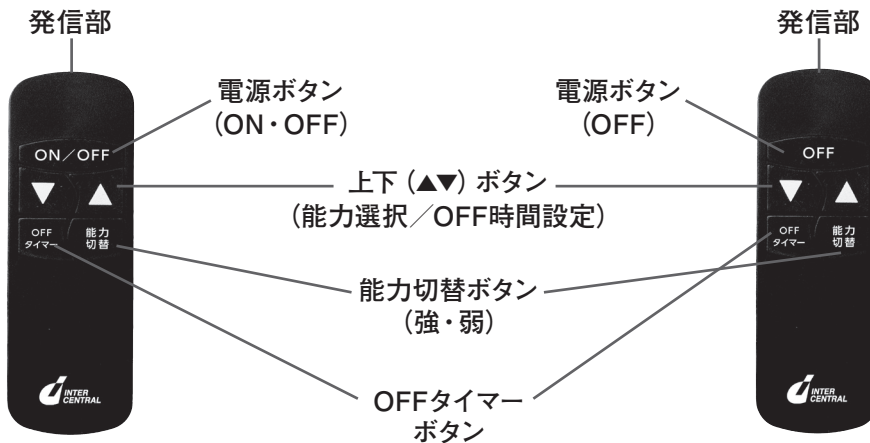 発信部
発信部
電源ボタン
(ON・OFF)
電源ボタン
(OFF)
ON/OFF
OFF
上下(▲▼)ボタン
(能力選択/OFF時間設定)
▼ ▲
▼ ▲
OFF
タイマー
能力
切替
OFF
タイマー
能力
切替
能力切替ボタン
(強・弱)
OFFタイマー
ボタン
INTER
CENTRAL
INTER
CENTRAL